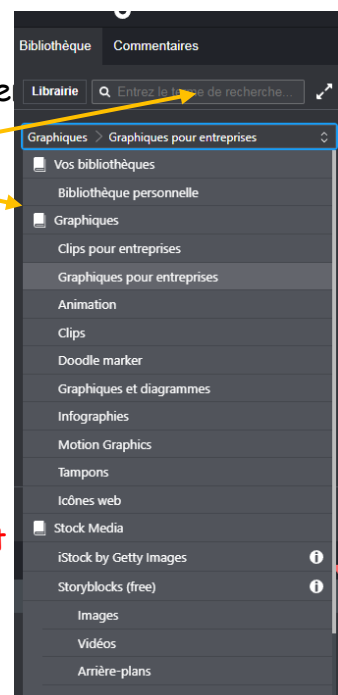 Bibliothèque Commentaires
Librairie Entrez le terme de recherche...
Graphiques > Graphiques pour entreprises
Vos bibliothèques
Bibliothèque personnelle
Graphiques
Clips pour entreprises
Graphiques pour entreprises
Animation
Clips
Doodle marker
Graphiques et diagrammes
Infographies
Motion Graphics
Tampons
Icônes web
Stock Media
iStock by Getty Images
Storyblocks (free)
Images
Vidéos
Arrière-plans